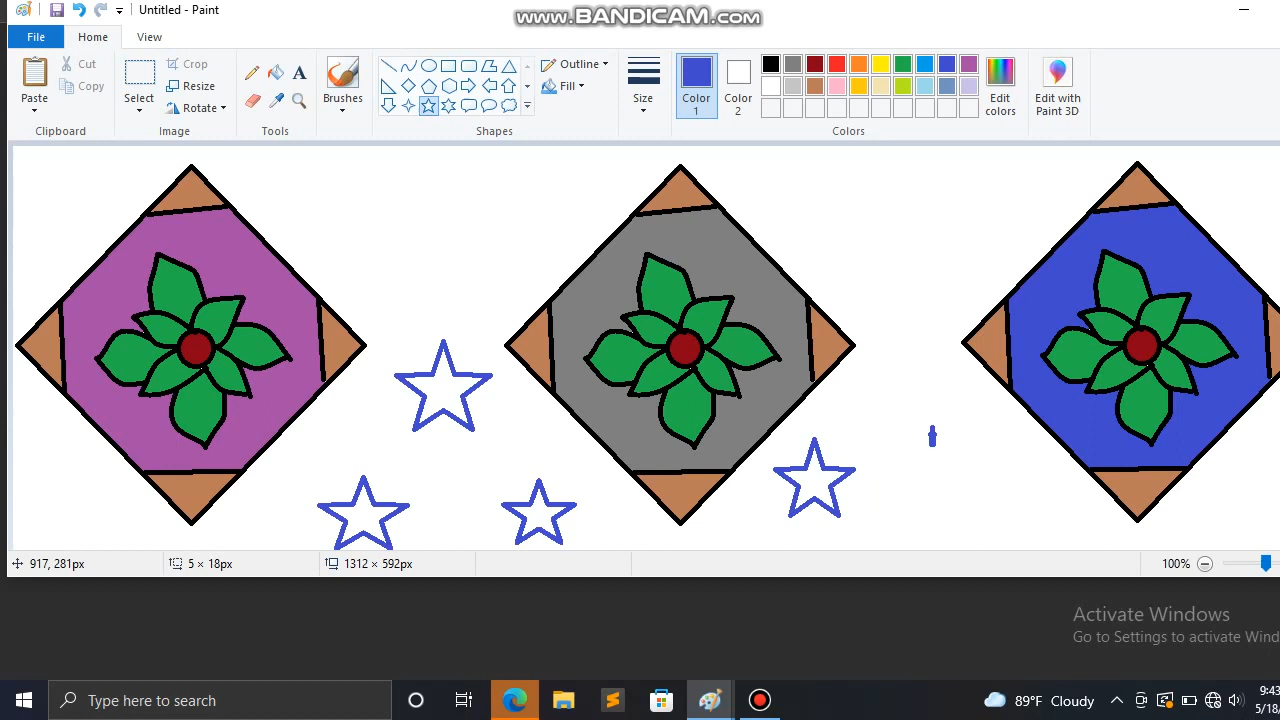 Untitled - Paint
www.BANDICAM.com
File Home View
Paste
Cut
Copy
Clipboard
Select
Crop
Resize
Rotate
Image
A
Tools
Brushes
Outline
Fill
Shapes
Size
Color 1
Color 2
Colors
Edit colors
Edit with Paint 3D
917, 281px
5 × 18px
1312 × 592px
100%
Activate Windows
Go to Settings to activate Wind
Type here to search
89°F Cloudy
9:43
5/18